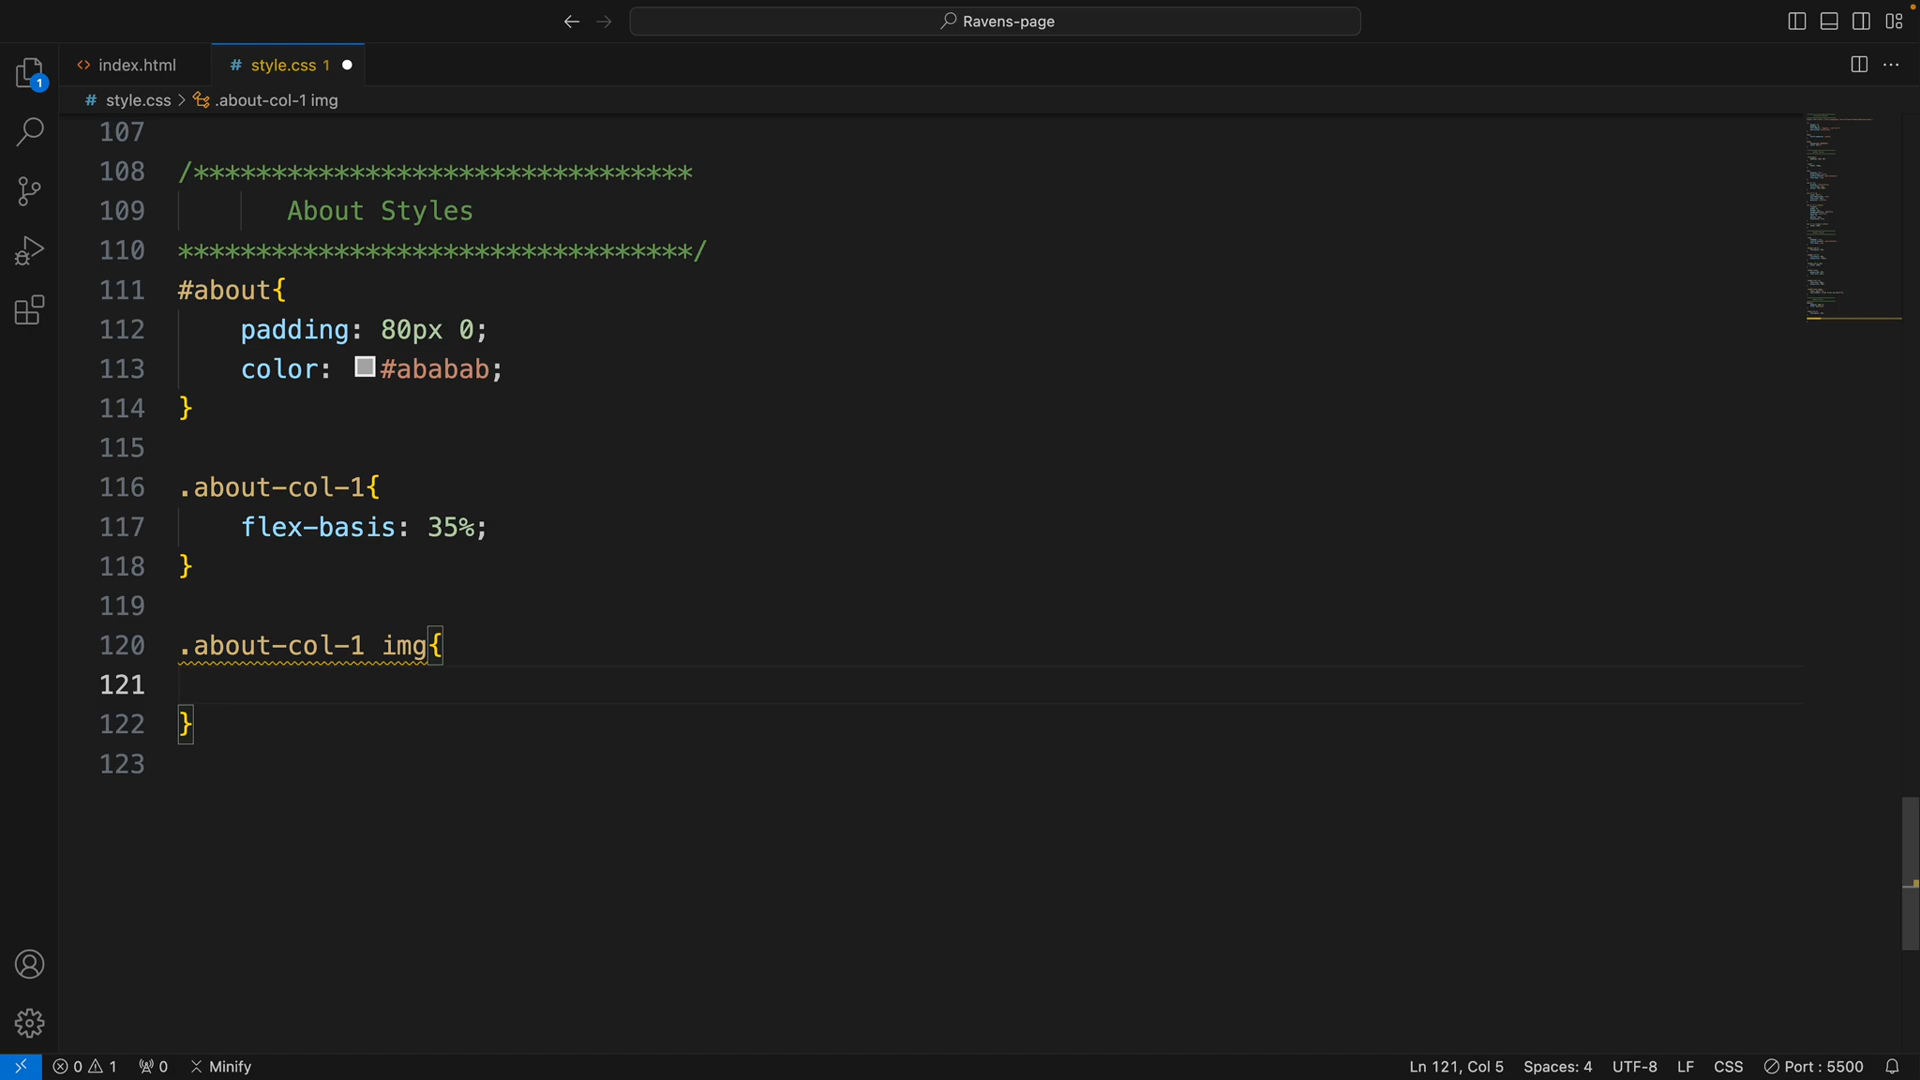 Ravens-page
index.html
style.css 1
style.css > .about-col-1 img
1
107
108 /********************************
109 About Styles
110 *********************************/
111 #about{
112 padding: 80px 0;
113 color: #ababab;
114 }
115
116 .about-col-1{
117 flex-basis: 35%;
118 }
119
120 .about-col-1 img{
121
122 }
123
0 1 0 Minify Ln 121, Col 5 Spaces: 4 UTF-8 LF CSS Port : 5500